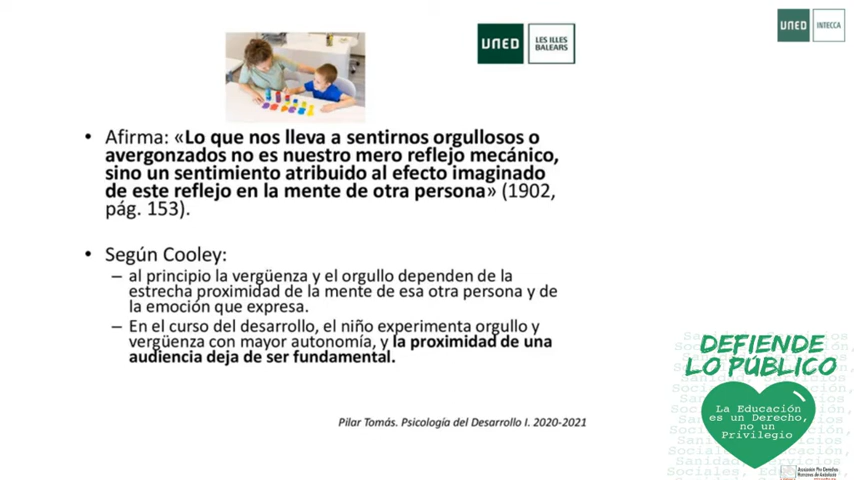 UNED
LES ILLES
BALEARS
UNED
INTECCA
• Afirma: «Lo que nos lleva a sentirnos orgullosos o
avergonzados no es nuestro mero reflejo mecánico,
sino un sentimiento atribuido al efecto imaginado
de este reflejo en la mente de otra persona» (1902,
pág. 153).
• Según Cooley:
– al principio la vergüenza y el orgullo dependen de la
estrecha proximidad de la mente de esa otra persona y de
la emoción que expresa.
– En el curso del desarrollo, el niño experimenta orgullo y
vergüenza con mayor autonomía, y la proximidad de una
audiencia deja de ser fundamental.
Pilar Tomás. Psicología del Desarrollo I. 2020-2021
DEFIENDE
LO PÚBLICO
La Educación
es un Derecho,
no un
Privilegio